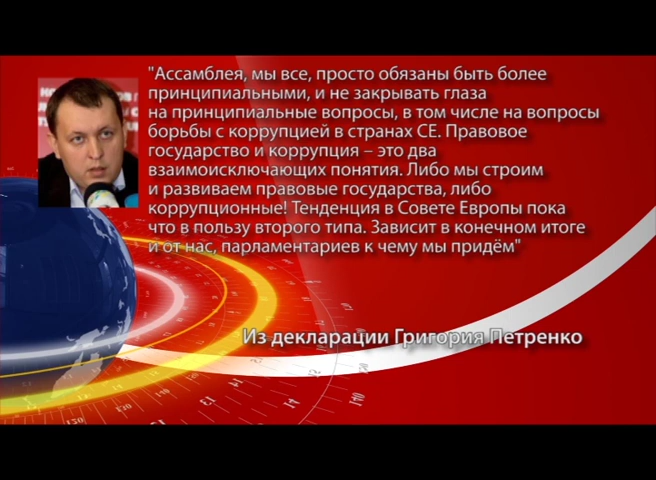 "Ассамблея, мы все, просто обязаны быть более
принципиальными, и не закрывать глаза
на принципиальные вопросы, в том числе на вопросы
борьбы с коррупцией в странах СЕ. Правовое
государство и коррупция – это два
взаимоисключающих понятия. Либо мы строим
и развиваем правовые государства, либо
коррупционные! Тенденция в Совете Европы пока
что в пользу второго типа. Зависит в конечном итоге
и от нас, парламентариев к чему мы придём"
Из декларации Григория Петренко
140